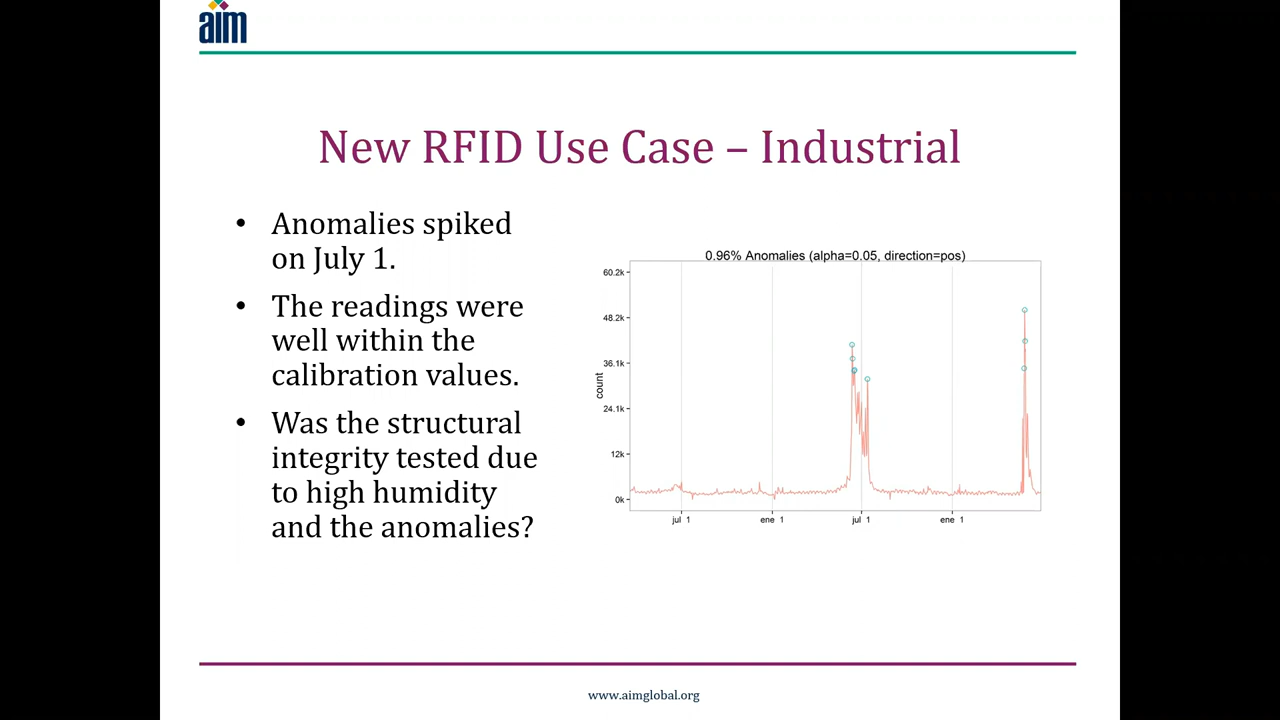 aim
New RFID Use Case – Industrial
• Anomalies spiked
on July 1.
• The readings were
well within the
calibration values.
• Was the structural
integrity tested due
to high humidity
and the anomalies?
0.96% Anomalies (alpha=0.05, direction=pos)
60.2k
48.2k
36.1k
24.1k
12k
0k
count
jul 1
ene 1
jul 1
ene 1
www.aimglobal.org